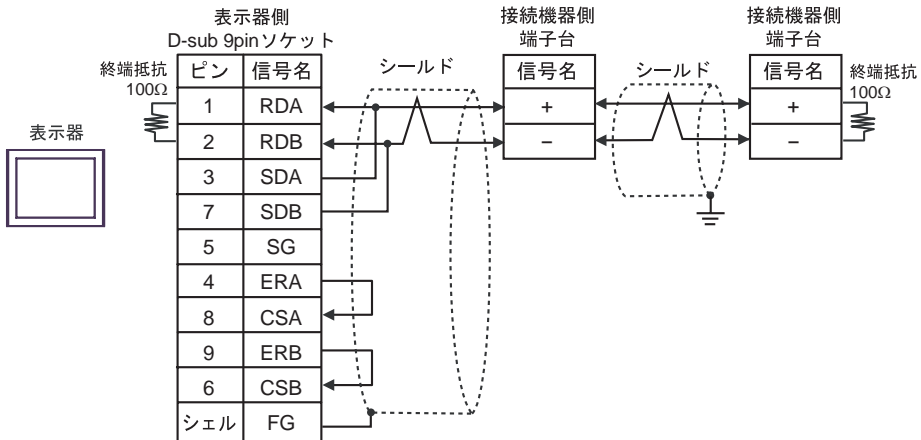 表示器側
D-sub 9pinソケット
接続機器側
端子台
接続機器側
端子台
終端抵抗
100Ω
ピン 信号名
シールド
信号名
シールド
信号名
終端抵抗
100Ω
1 RDA
+
+
表示器
2 RDB
−
−
3 SDA
7 SDB
5 SG
4 ERA
8 CSA
9 ERB
6 CSB
シェル FG